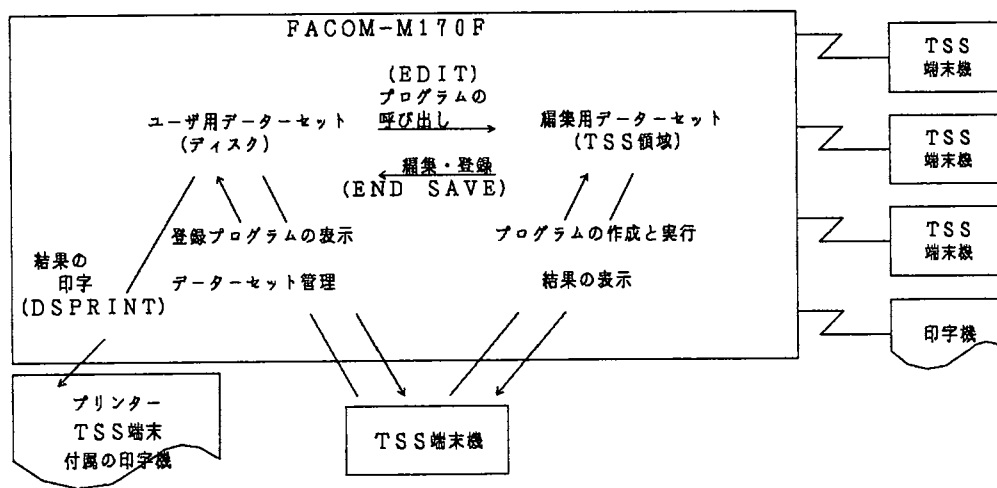 FACOM-M170F
(EDIT)
プログラムの
呼び出し
ユーザ用データーセット
(ディスク)
編集用データーセット
(TSS領域)
編集・登録
(END SAVE)
登録プログラムの表示
データーセット管理
プログラムの作成と実行
結果の表示
結果の
印字
(DSPRINT)
プリンター
TSS端末
付属の印字機
TSS端末機
TSS
端末機
TSS
端末機
TSS
端末機
印字機